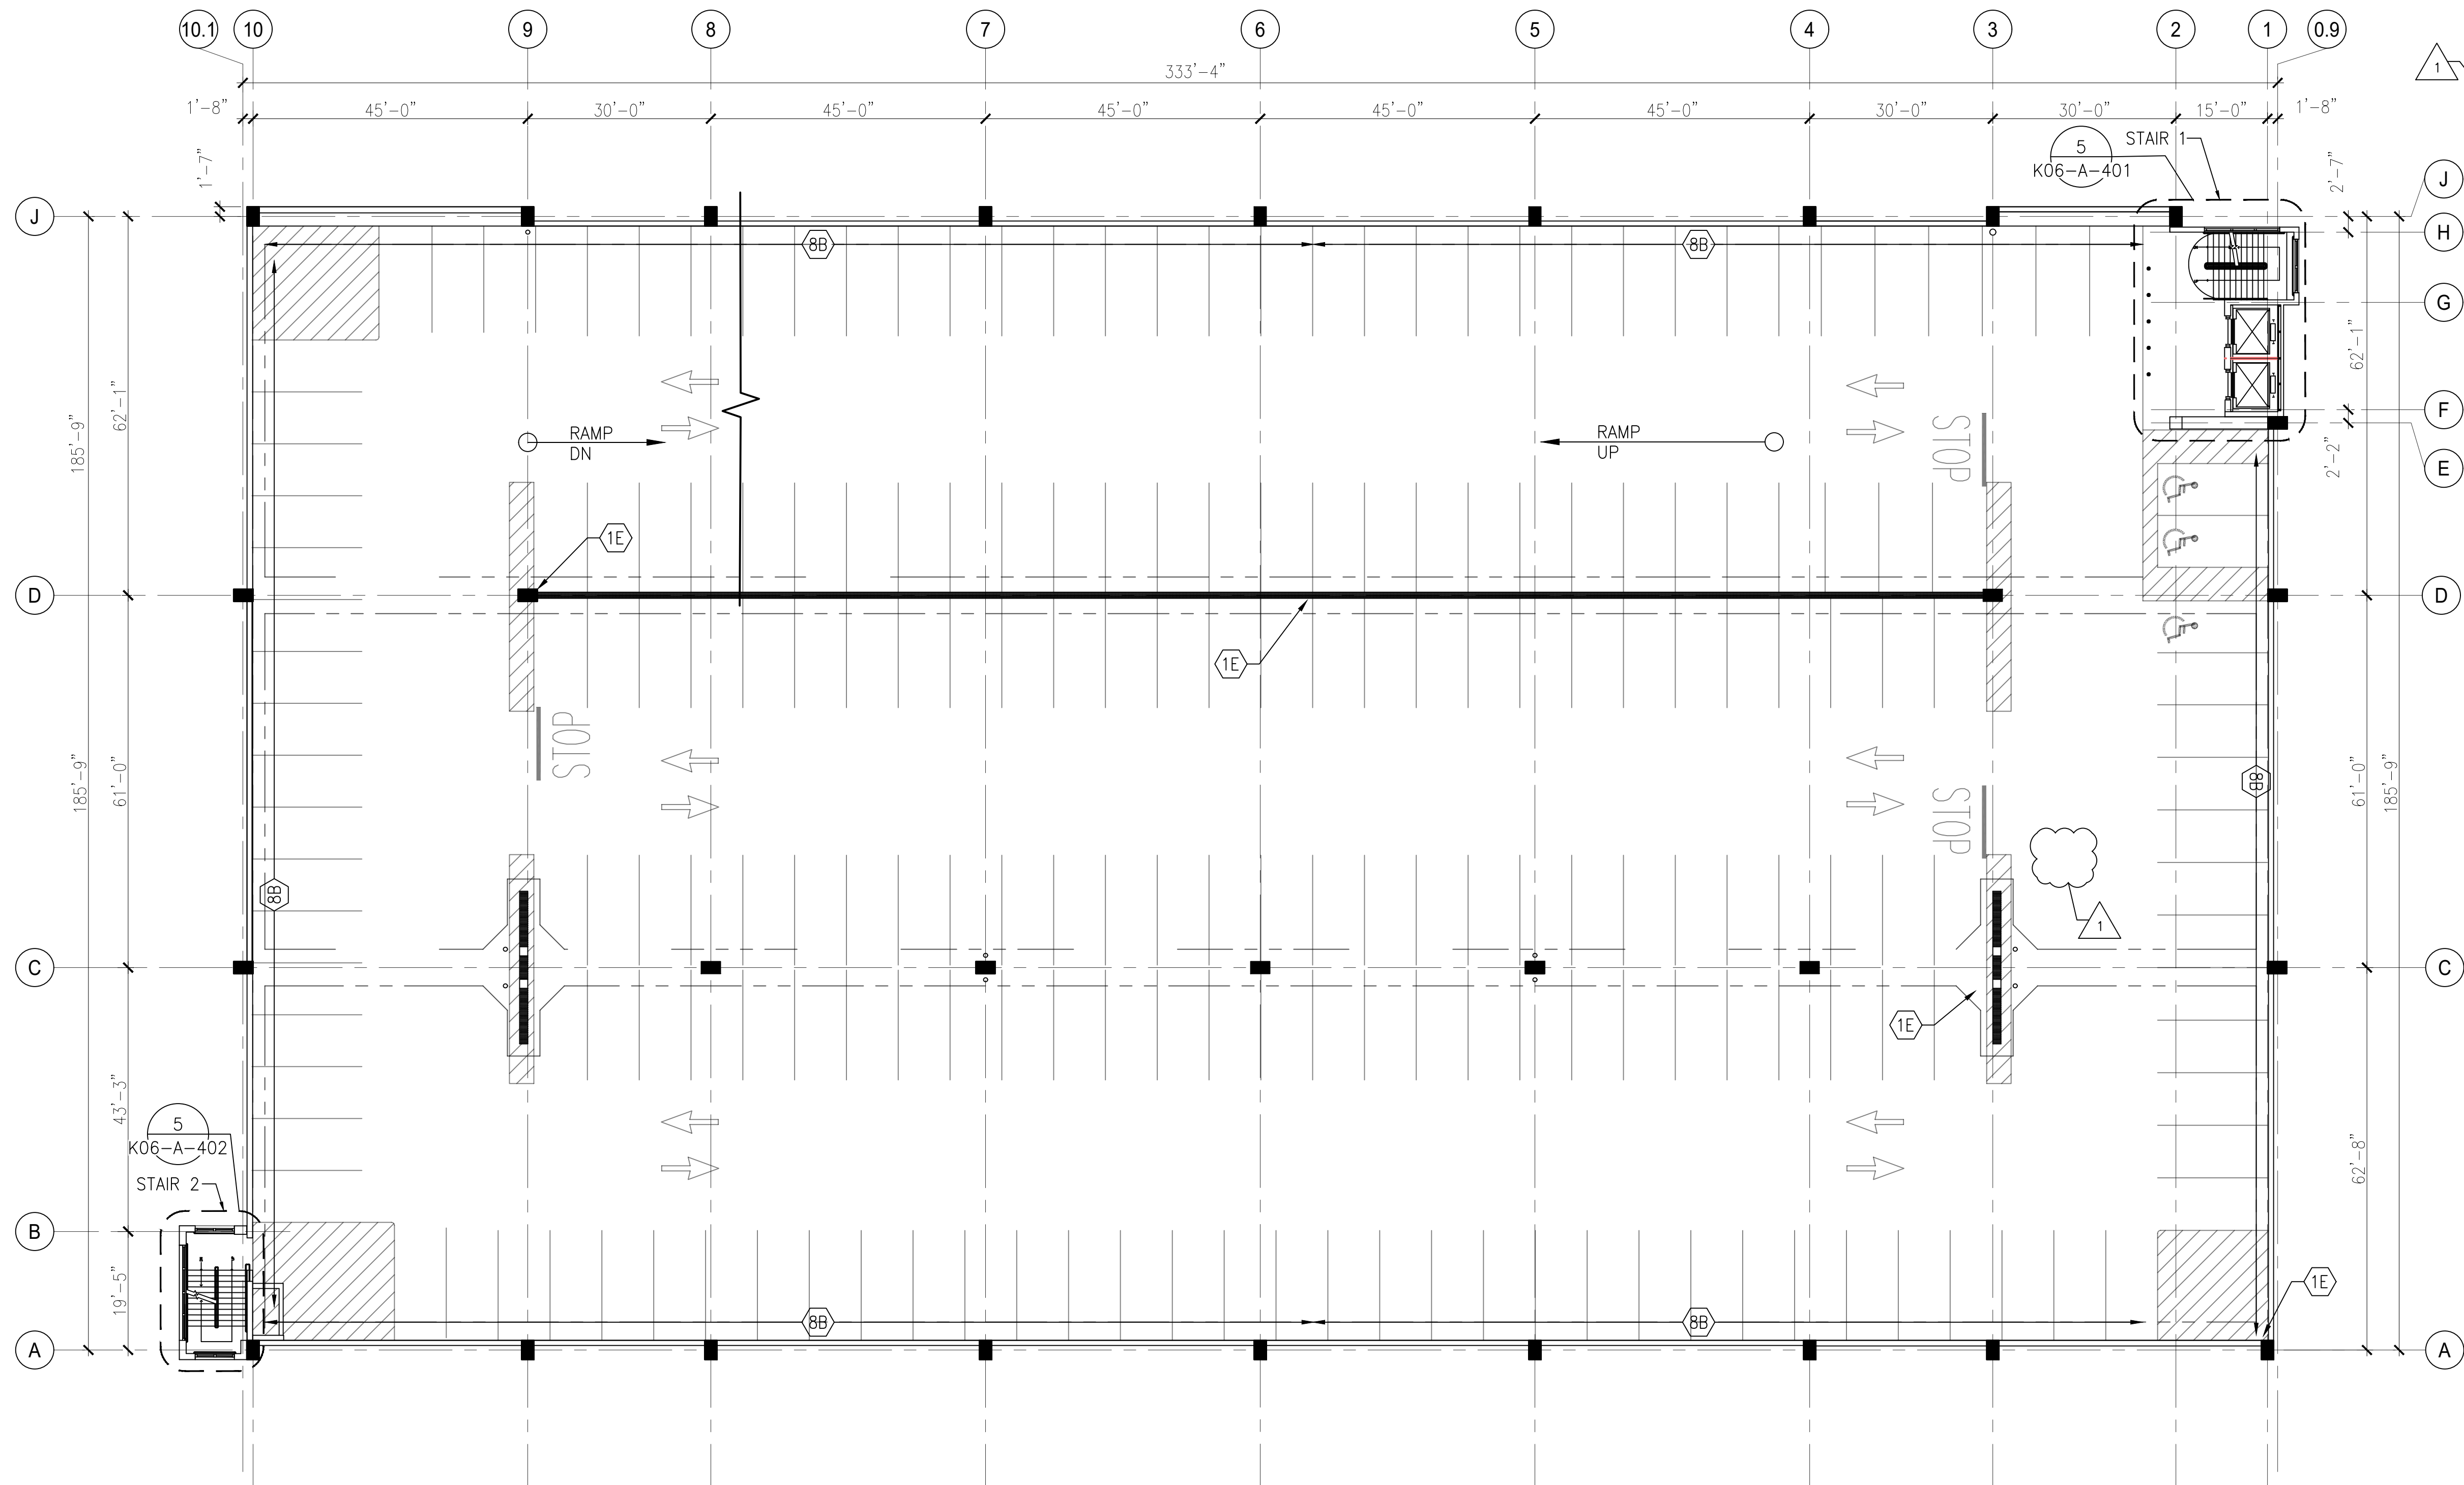 10.1 10 9 8 7 6 5 4 3 2 1 0.9
1
333'-4"
1'-8" 45'-0" 30'-0" 45'-0" 45'-0" 45'-0" 45'-0" 30'-0" 30'-0" 15'-0" 1'-8"
5
K06-A-401
STAIR 1
1'-7"
2'-7"
J
J
H
8B
8B
G
62'-1"
62'-1"
185'-9"
F
STOP
RAMP
DN
RAMP
UP
E
2'-2"
1E
D
D
1E
STOP
185'-9"
61'-0"
8B
61'-0"
185'-9"
STOP
8B
1
C
C
1E
43'-3"
5
K06-A-402
STAIR 2
62'-8"
B
19'-5"
1E
8B
8B
A
A